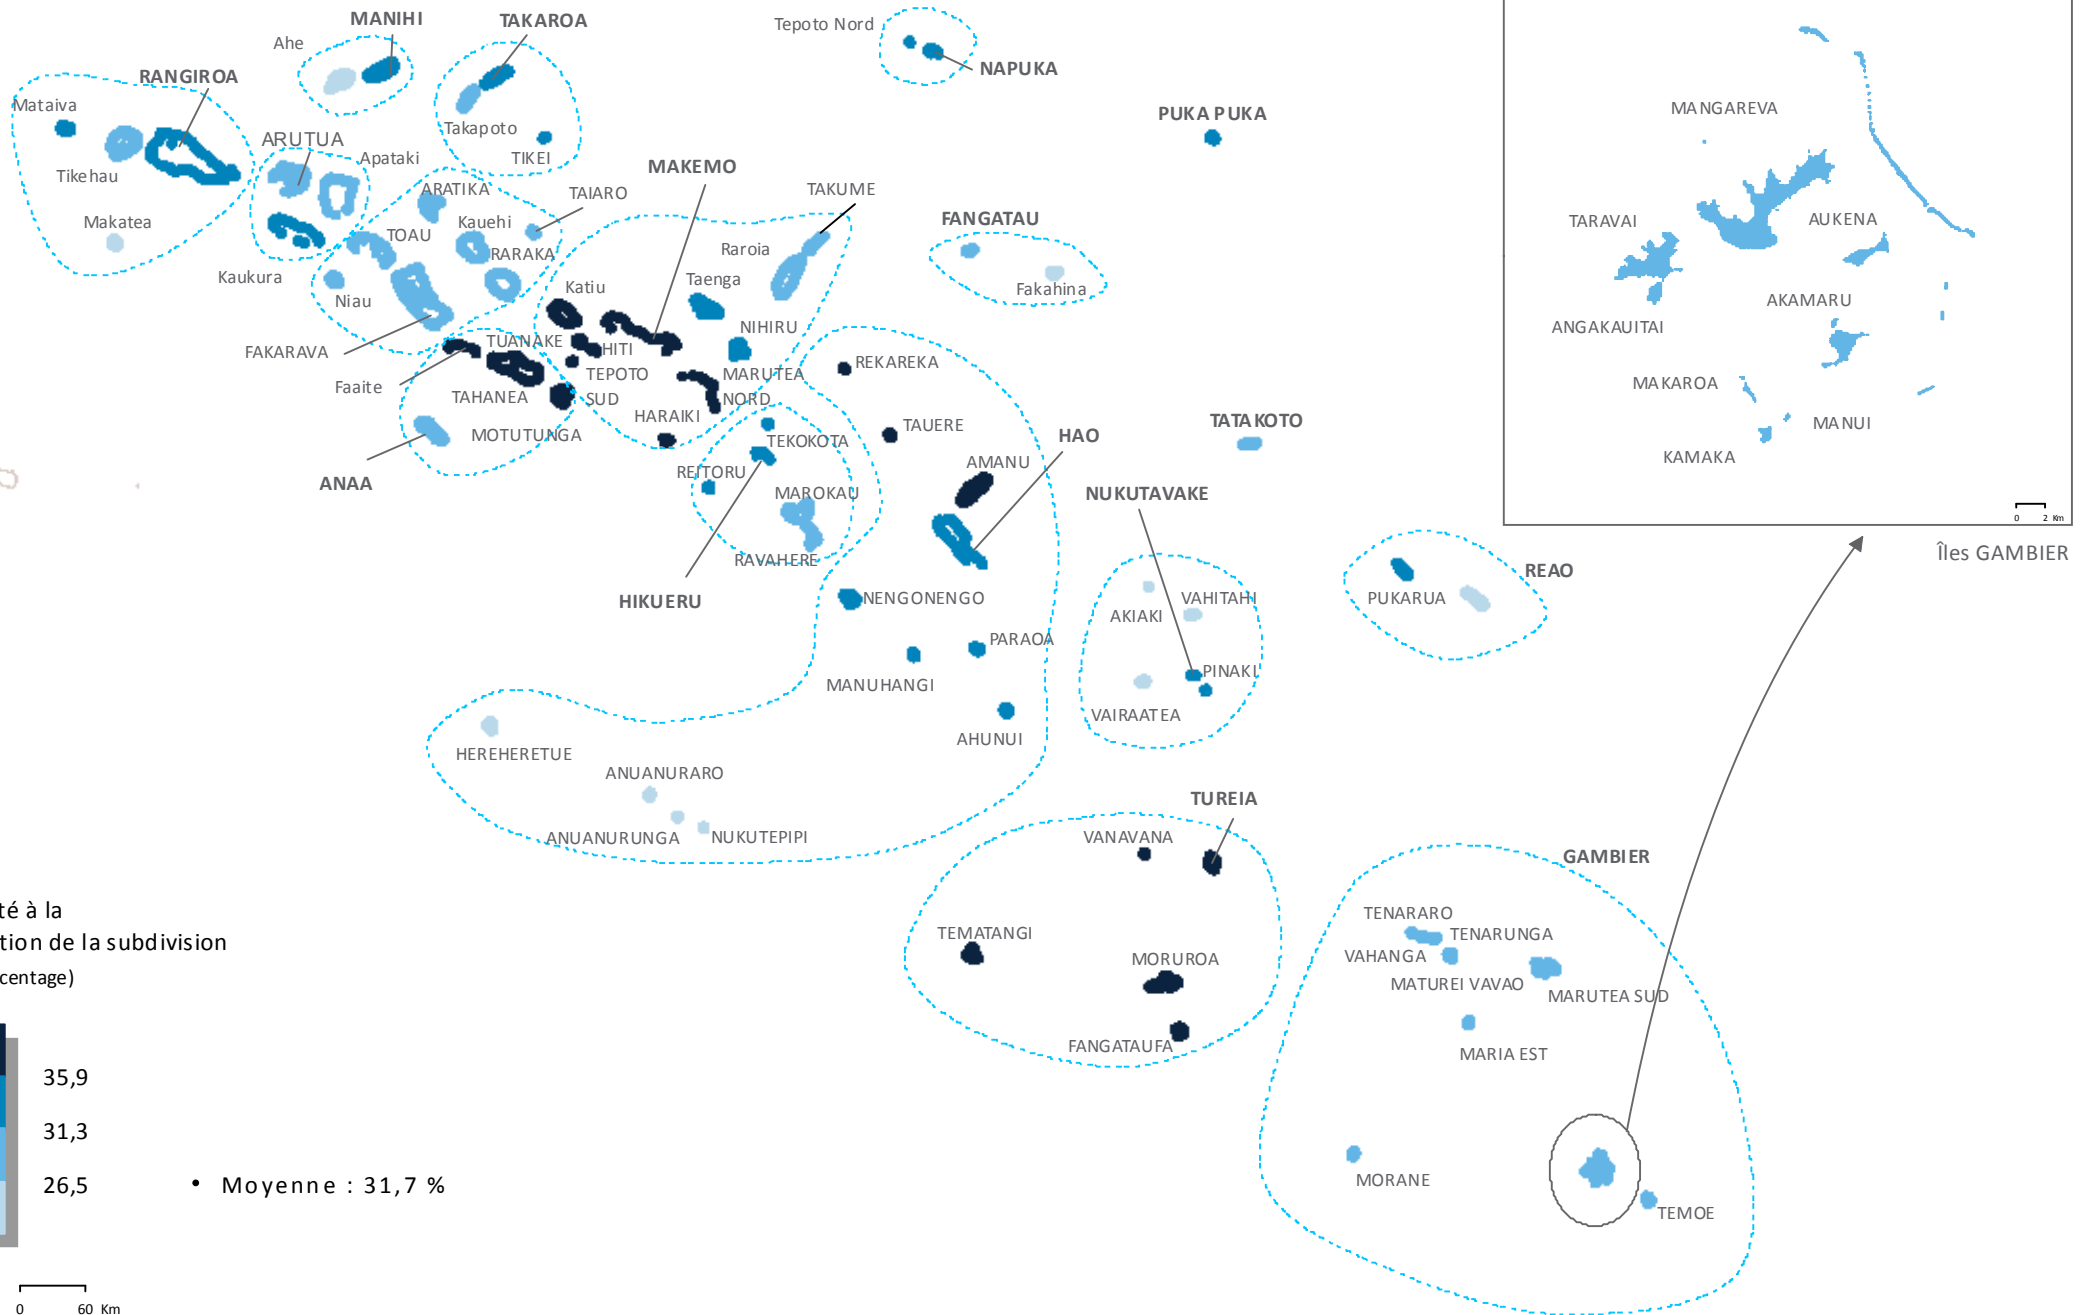 MANIHI
TAKAROA
Tepoto Nord
Ahe
NAPUKA
RANGIROA
Mataiva
MANGAREVA
PUKA PUKA
Takapoto
ARUTUA
Apataki
TIKEI
MAKEMO
Tikehau
ARATIKA
TAIARO
TAKUME
Makatea
Kauehi
FANGATAU
TARAVAI
AUKENA
TOAU
Raroia
RARAKA
Kaukura
Taenga
Niau
Katiu
Fakahina
AKAMARU
NIHIRU
ANGAKAUITAI
TUANAKE
HITI
FAKARAVA
REKAREKA
Faaite
TEPOTO
SUD
MARUTEA
NORD
MAKAROA
TAHANEA
HARAIKI
TAUERE
TATAKOTO
MANUI
MOTUTUNGA
TEKOKOTA
HAO
KAMAKA
AMANU
REITORU
ANAA
MAROKAU
NUKUTAVAKE
0 2 Km
Îles GAMBIER
RAVAHERE
REAO
HIKUERU
NENGONENGO
AKIAKI
VAHITAHI
PUKARUA
PARAOA
MANUHANGI
PINAKI
VAIRAATEA
AHUNUI
HEREHERETUE
ANUANURARO
TUREIA
ANUANURUNGA
NUKUTEPIPI
VANAVANA
GAMBIER
té à la
tion de la subdivision
centage)
TENARARO
TEMATANGI
TENARUNGA
VAHANGA
MORUROA
MATUREI VAVAO
MARUTEA SUD
FANGATAUFA
MARIA EST
35,9
31,3
26,5
• Moyenne : 31,7 %
MORANE
TEMOE
0 60 Km